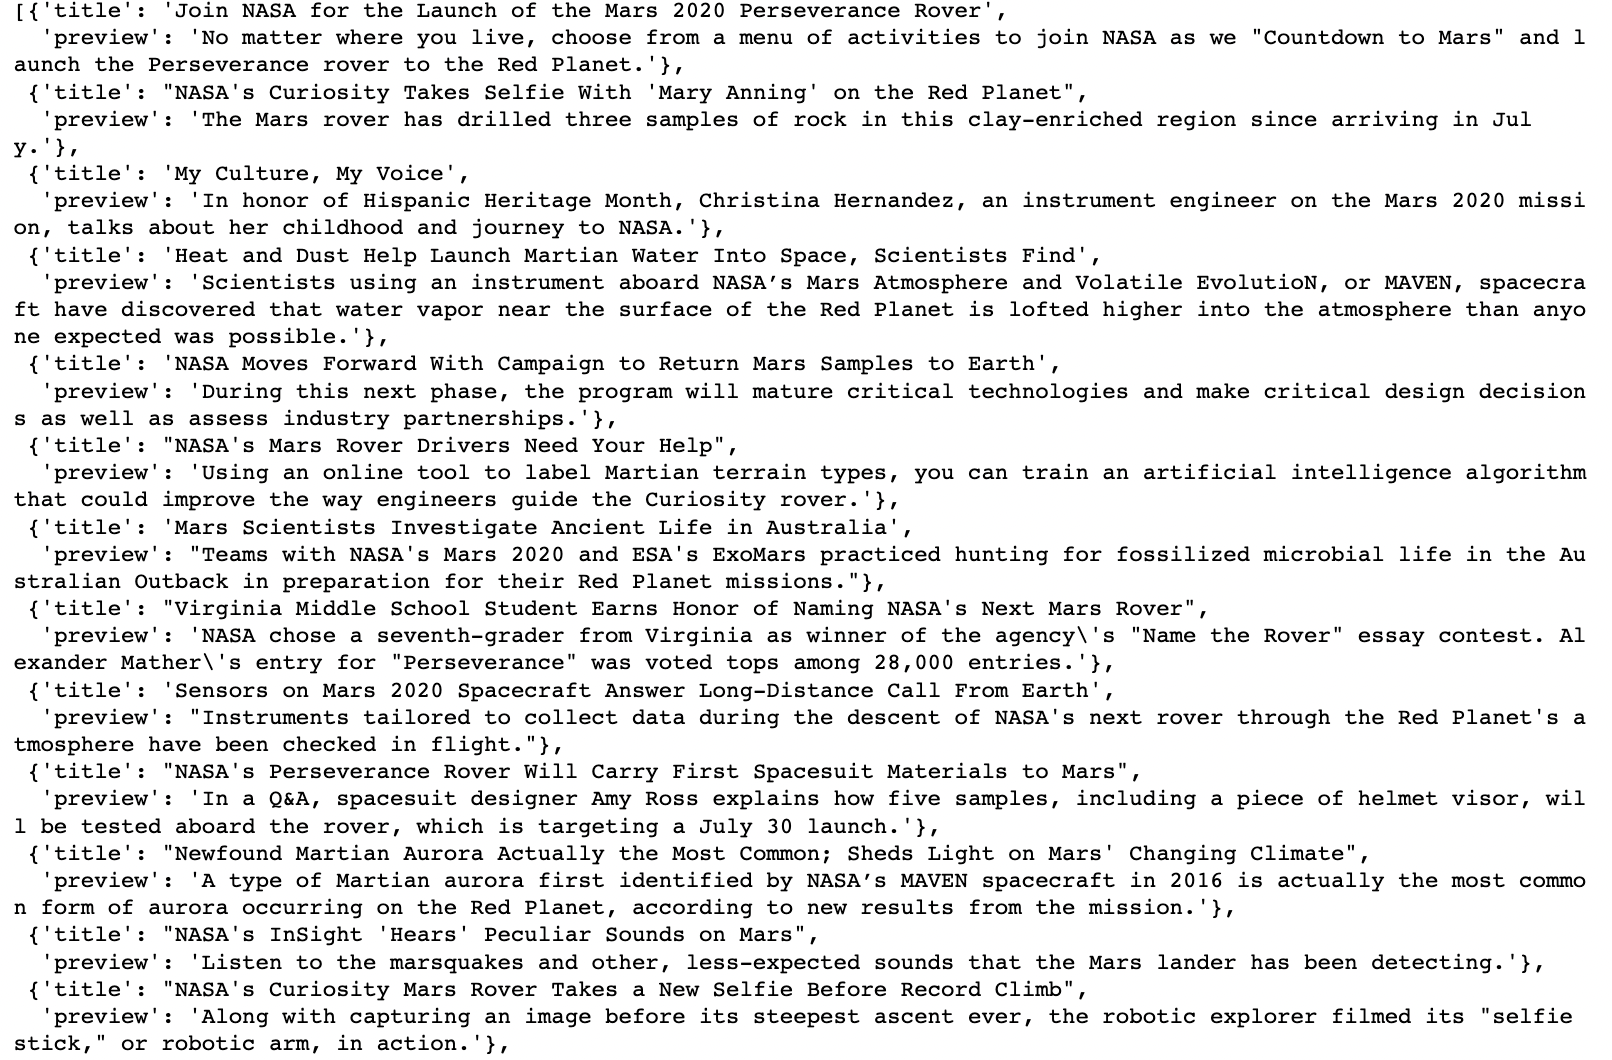 [{'title': 'Join NASA for the Launch of the Mars 2020 Perseverance Rover',
  'preview': 'No matter where you live, choose from a menu of activities to join NASA as we "Countdown to Mars" and l
aunch the Perseverance rover to the Red Planet.'},
 {'title': "NASA's Curiosity Takes Selfie With 'Mary Anning' on the Red Planet",
  'preview': 'The Mars rover has drilled three samples of rock in this clay-enriched region since arriving in Jul
y.'},
 {'title': 'My Culture, My Voice',
  'preview': 'In honor of Hispanic Heritage Month, Christina Hernandez, an instrument engineer on the Mars 2020 missi
on, talks about her childhood and journey to NASA.'},
 {'title': 'Heat and Dust Help Launch Martian Water Into Space, Scientists Find',
  'preview': 'Scientists using an instrument aboard NASA’s Mars Atmosphere and Volatile EvolutioN, or MAVEN, spacecra
ft have discovered that water vapor near the surface of the Red Planet is lofted higher into the atmosphere than anyo
ne expected was possible.'},
 {'title': 'NASA Moves Forward With Campaign to Return Mars Samples to Earth',
  'preview': 'During this next phase, the program will mature critical technologies and make critical design decision
s as well as assess industry partnerships.'},
 {'title': "NASA's Mars Rover Drivers Need Your Help",
  'preview': 'Using an online tool to label Martian terrain types, you can train an artificial intelligence algorithm
that could improve the way engineers guide the Curiosity rover.'},
 {'title': 'Mars Scientists Investigate Ancient Life in Australia',
  'preview': "Teams with NASA's Mars 2020 and ESA's ExoMars practiced hunting for fossilized microbial life in the Au
stralian Outback in preparation for their Red Planet missions."},
 {'title': "Virginia Middle School Student Earns Honor of Naming NASA's Next Mars Rover",
  'preview': 'NASA chose a seventh-grader from Virginia as winner of the agency\'s "Name the Rover" essay contest. Al
exander Mather\'s entry for "Perseverance" was voted tops among 28,000 entries.'},
 {'title': 'Sensors on Mars 2020 Spacecraft Answer Long-Distance Call From Earth',
  'preview': "Instruments tailored to collect data during the descent of NASA's next rover through the Red Planet's a
tmosphere have been checked in flight."},
 {'title': "NASA's Perseverance Rover Will Carry First Spacesuit Materials to Mars",
  'preview': 'In a Q&A, spacesuit designer Amy Ross explains how five samples, including a piece of helmet visor, wil
l be tested aboard the rover, which is targeting a July 30 launch.'},
 {'title': "Newfound Martian Aurora Actually the Most Common; Sheds Light on Mars' Changing Climate",
  'preview': 'A type of Martian aurora first identified by NASA’s MAVEN spacecraft in 2016 is actually the most commo
n form of aurora occurring on the Red Planet, according to new results from the mission.'},
 {'title': "NASA's InSight 'Hears' Peculiar Sounds on Mars",
  'preview': 'Listen to the marsquakes and other, less-expected sounds that the Mars lander has been detecting.'},
 {'title': "NASA's Curiosity Mars Rover Takes a New Selfie Before Record Climb",
  'preview': 'Along with capturing an image before its steepest ascent ever, the robotic explorer filmed its "selfie
stick," or robotic arm, in action.'},